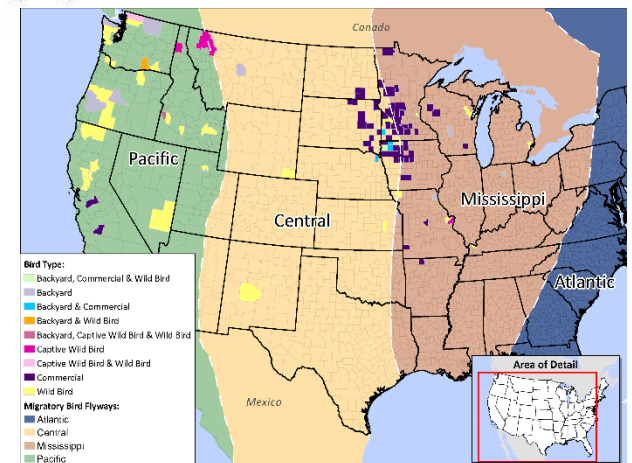 Canada
Pacific
Central
Mississippi
Atlantic
Mexico
Bird Type:
Backyard, Commercial & Wild Bird
Backyard
Backyard & Commercial
Backyard & Wild Bird
Backyard, Captive Wild Bird & Wild Bird
Captive Wild Bird
Captive Wild Bird & Wild Bird
Commercial
Wild Bird
Migratory Bird Flyways:
Atlantic
Central
Mississippi
Pacific
Area of Detail